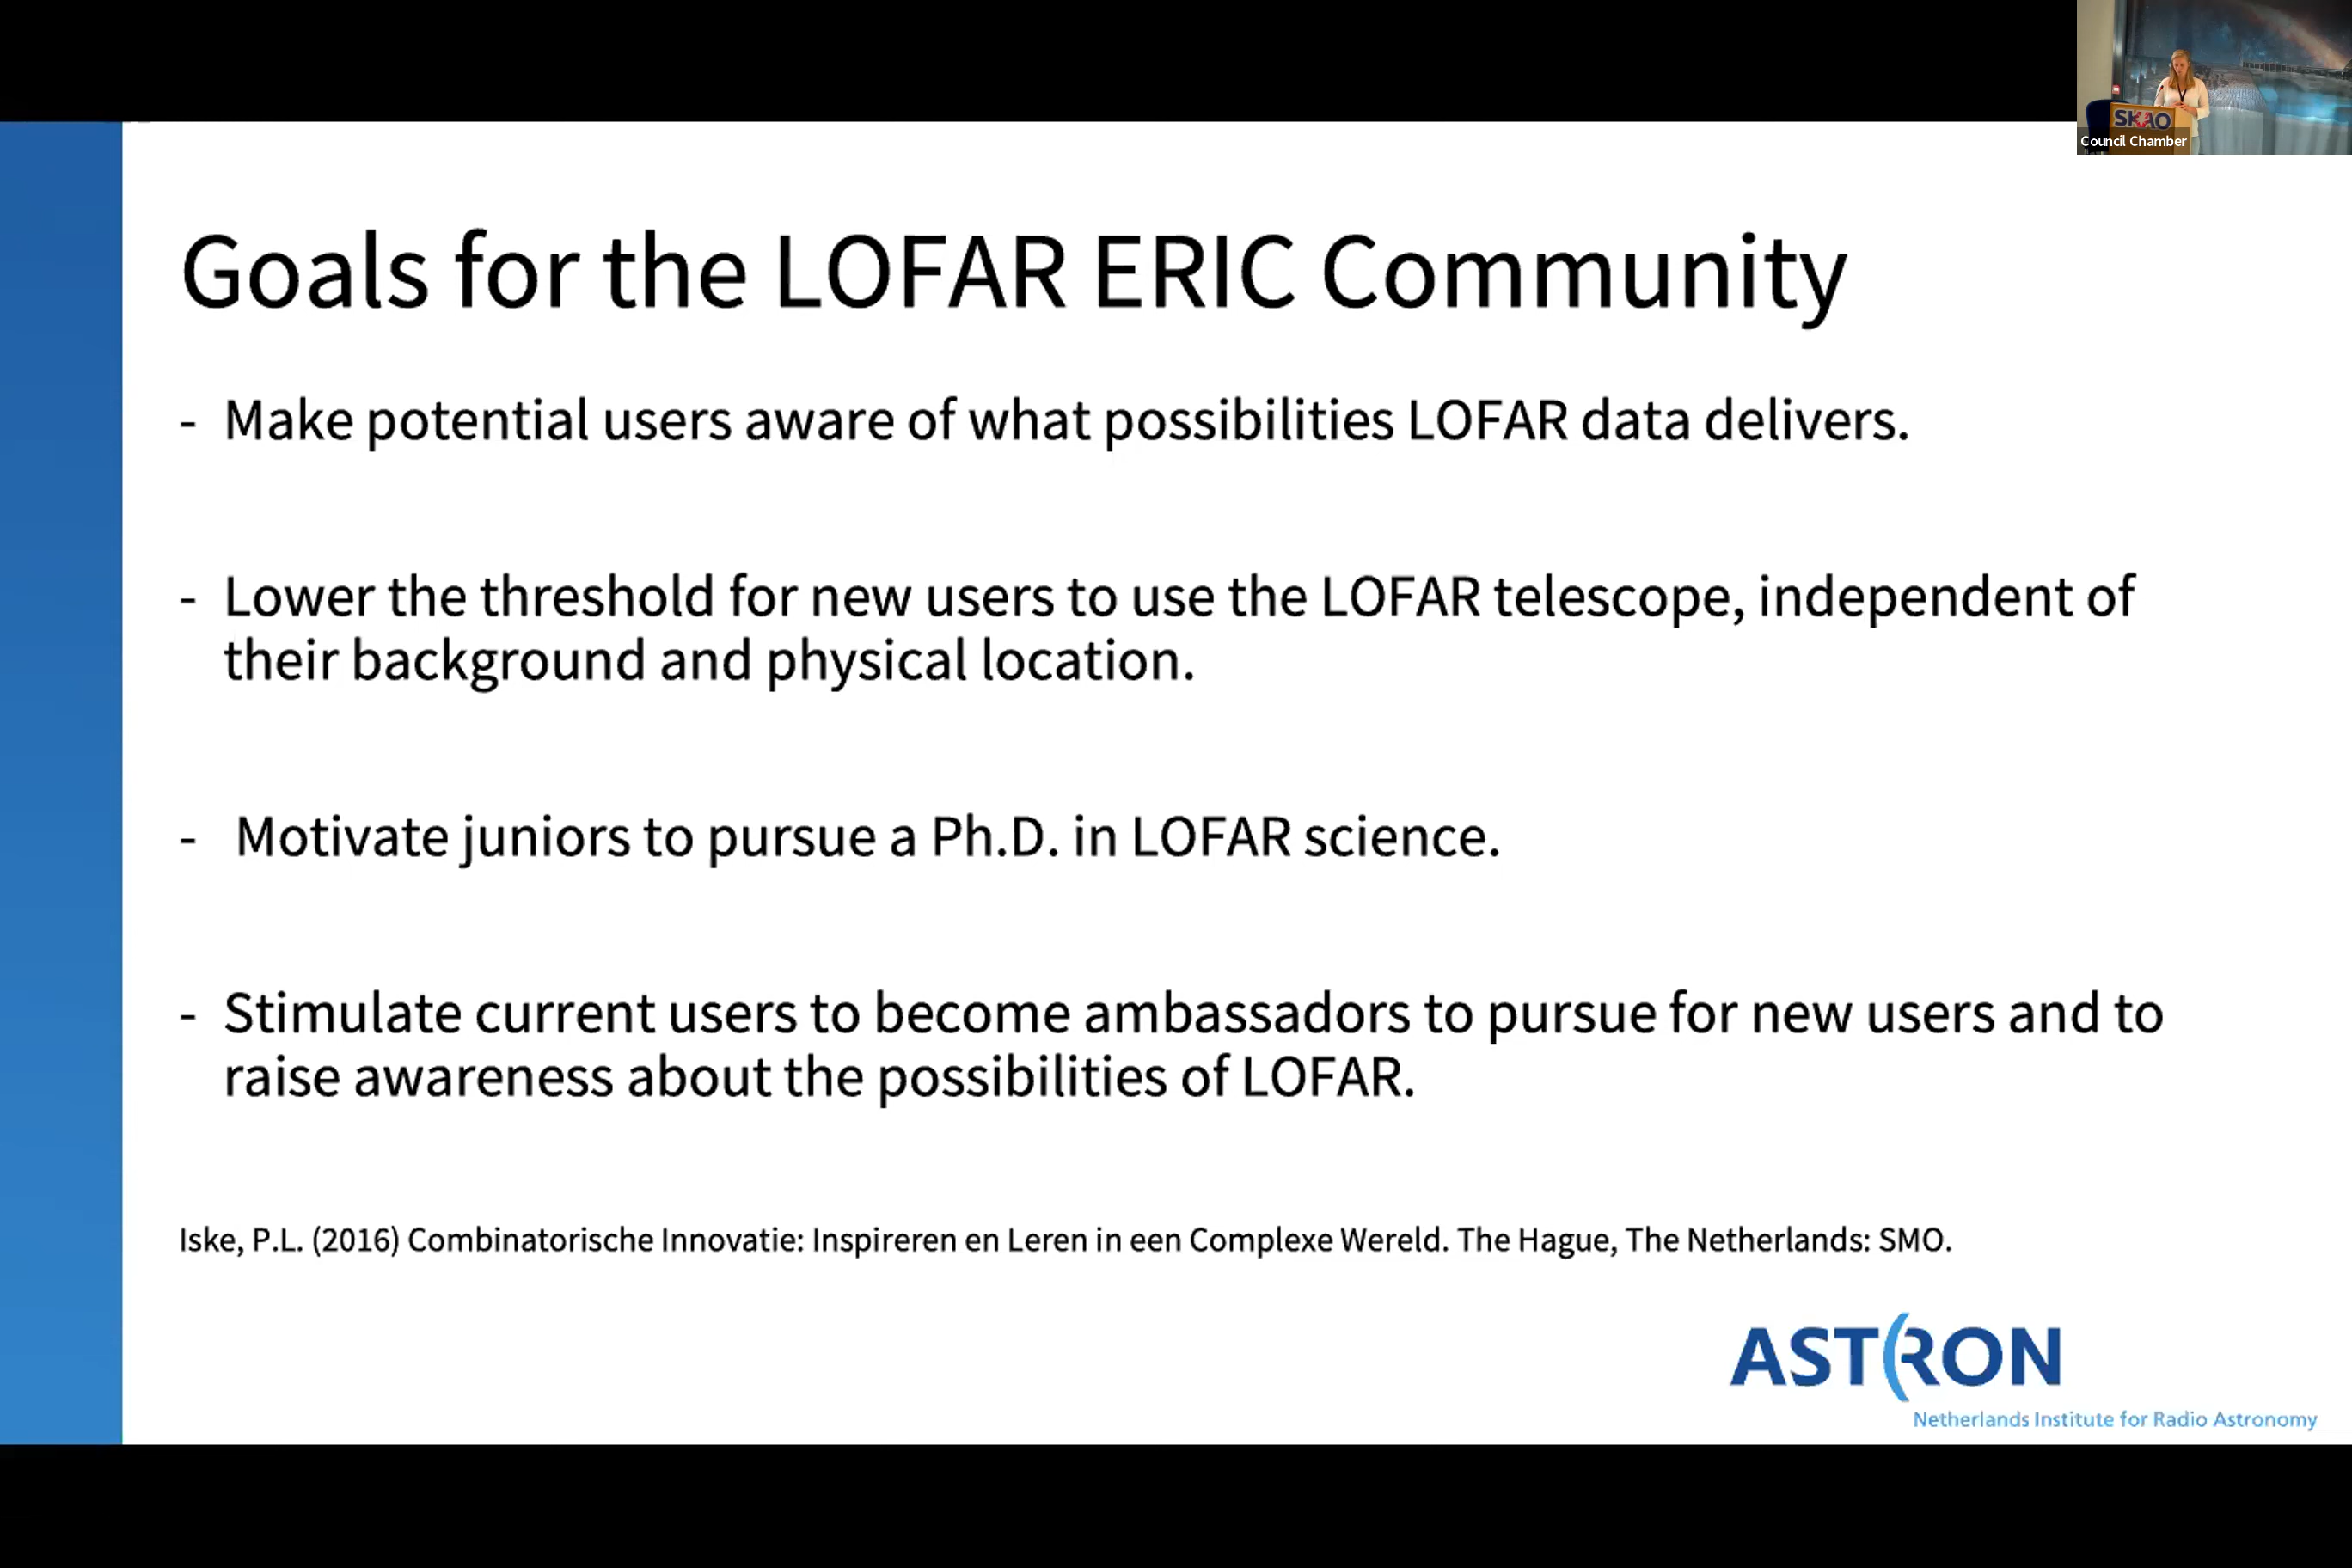 SKAO
Council Chamber
Goals for the LOFAR ERIC Community
- Make potential users aware of what possibilities LOFAR data delivers.
- Lower the threshold for new users to use the LOFAR telescope, independent of
their background and physical location.
- Motivate juniors to pursue a Ph.D. in LOFAR science.
- Stimulate current users to become ambassadors to pursue for new users and to
raise awareness about the possibilities of LOFAR.
Iske, P.L. (2016) Combinatorische Innovatie: Inspireren en Leren in een Complexe Wereld. The Hague, The Netherlands: SMO.
ASTRON
Netherlands Institute for Radio Astronomy